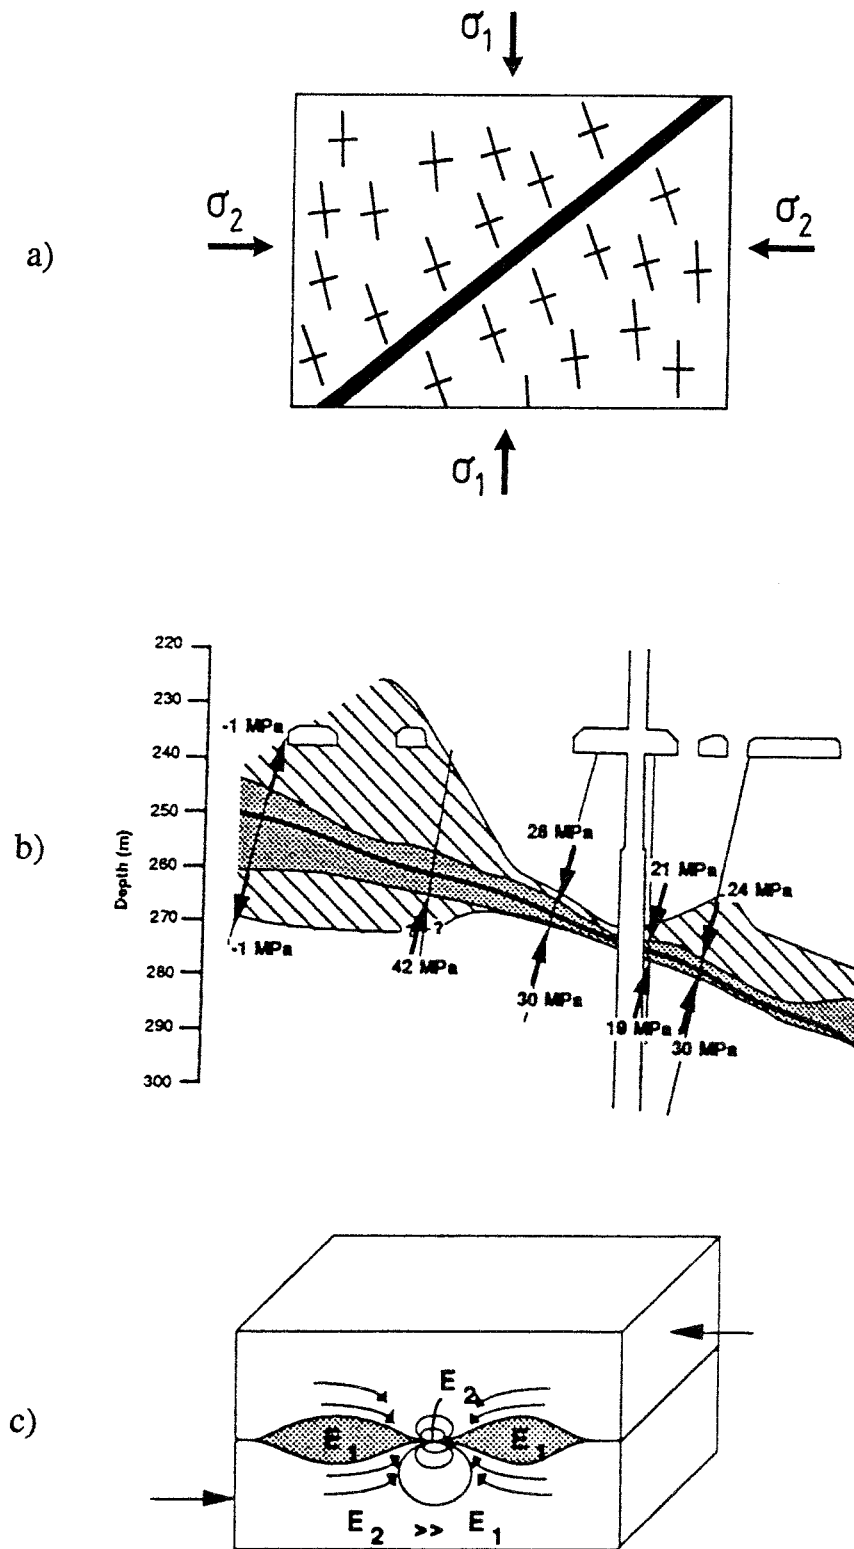 σ1
σ2
σ2
a)
σ1
220
230
-1 MPa
240
250
28 MPa
b)
Depth (m)
260
21 MPa
24 MPa
270
?
-1 MPa
42 MPa
280
30 MPa
19 MPa
30 MPa
290
300
E2
c)
E1
E1
E2 >> E1